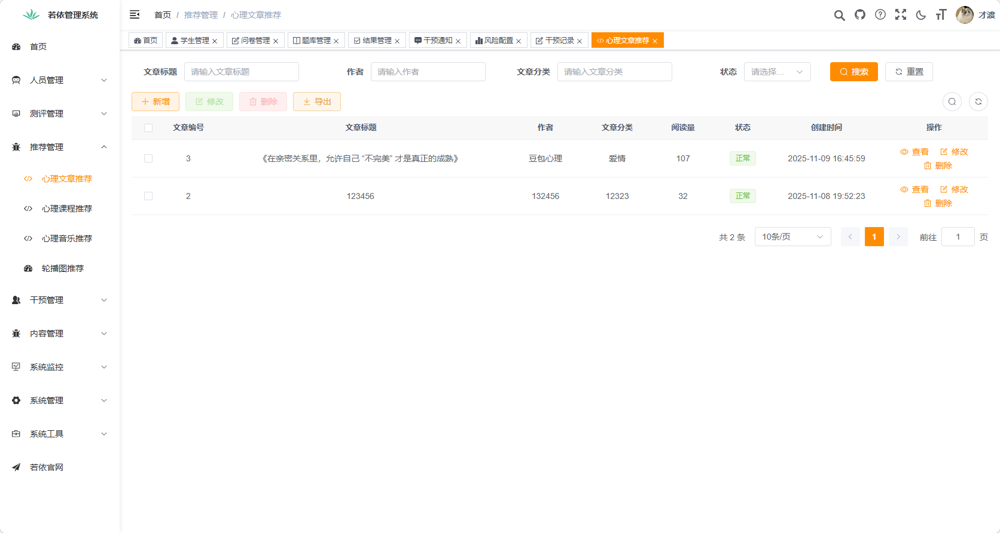 若依管理系统
首页 / 推荐管理 / 心理文章推荐
才渡
首页
人员管理
测评管理
推荐管理
心理文章推荐
心理课程推荐
心理音乐推荐
轮播图推荐
干预管理
内容管理
系统监控
系统管理
系统工具
若依官网
首页 学生管理 问卷管理 题库管理 结果管理 干预通知 风险配置 干预记录 心理文章推荐
文章标题 请输入文章标题 作者 请输入作者 文章分类 请输入文章分类 状态 请选择... 搜索 重置
新增 修改 删除 导出
文章编号 文章标题 作者 文章分类 阅读量 状态 创建时间 操作
3 《在亲密关系里，允许自己 “不完美” 才是真正的成熟》 豆包心理 爱情 107 正常 2025-11-09 16:45:59 查看 修改
删除
2 123456 132456 12323 32 正常 2025-11-08 19:52:23 查看 修改
删除
共 2 条 10条/页 1 前往 1 页